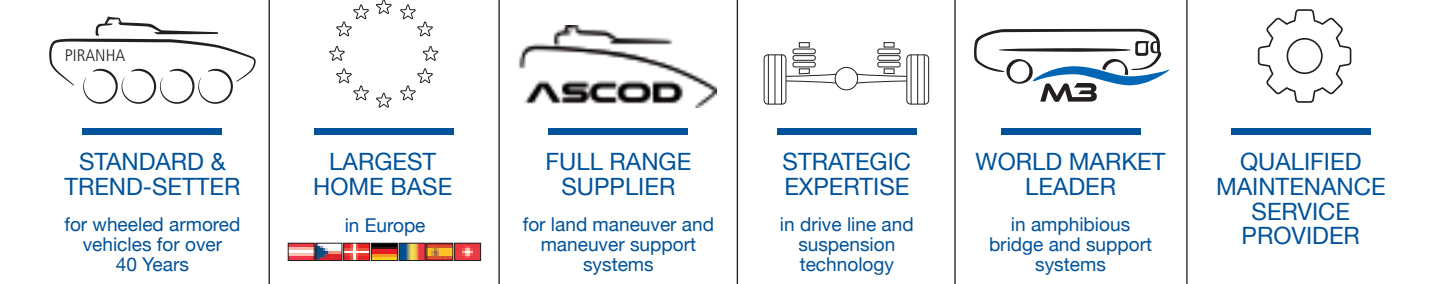 PIRANHA
STANDARD &
TREND-SETTER
for wheeled armored
vehicles for over
40 Years
LARGEST
HOME BASE
in Europe
ASCOD
FULL RANGE
SUPPLIER
for land maneuver and
maneuver support
systems
STRATEGIC
EXPERTISE
in drive line and
suspension
technology
M3
WORLD MARKET
LEADER
in amphibious
bridge and support
systems
QUALIFIED
MAINTENANCE
SERVICE
PROVIDER